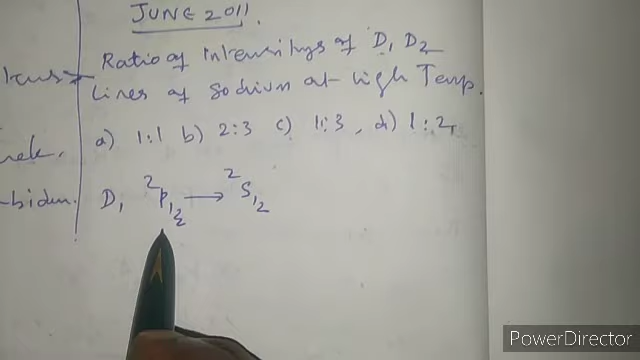 JUNE 2011.
Ratio of Intensitys of D1 D2
lines of Sodium at high Temp.
a) 1:1 b) 2:3 c) 1:3, d) 1:2,
D1 2p1/2 → 2S1/2
PowerDirector